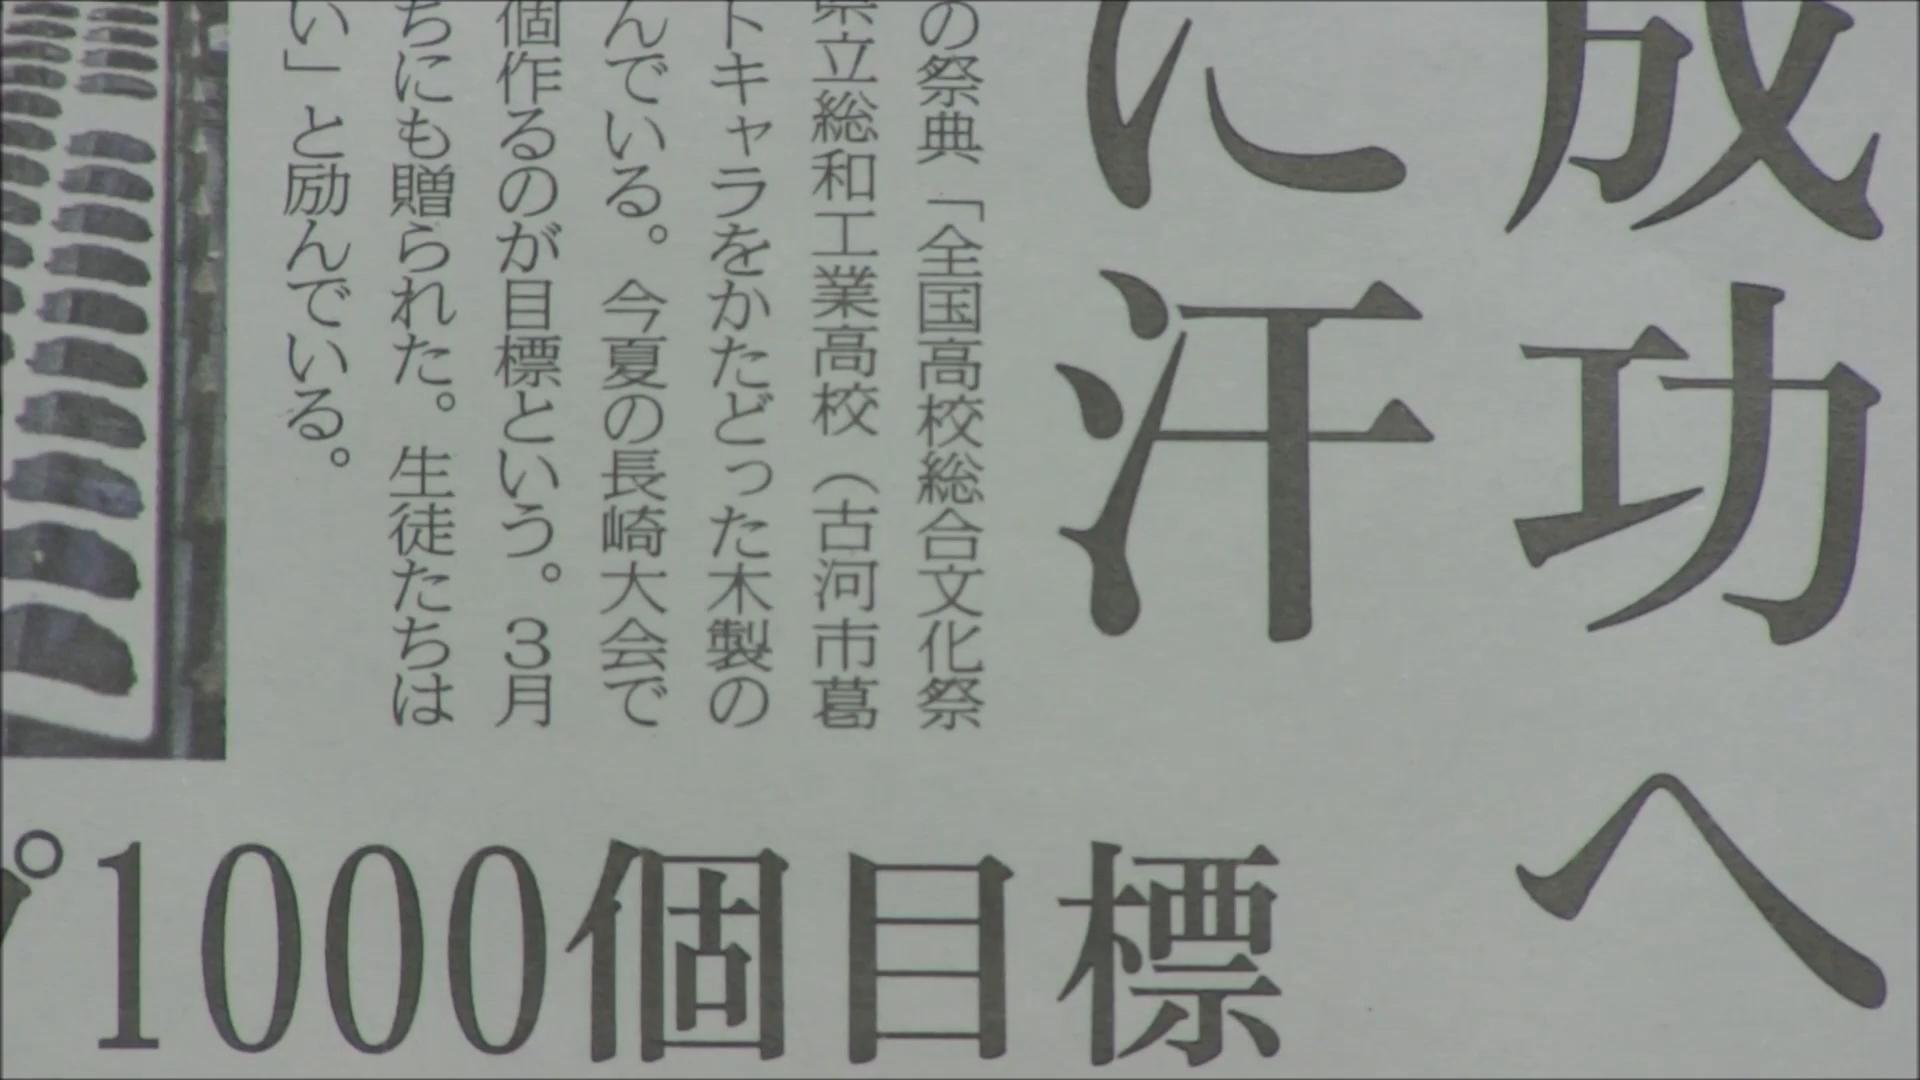 成功へ
に汗
の祭典「全国高校総合文化祭
県立総和工業高校(古河市葛
トキャラをかたどった木製の
んでいる。今夏の長崎大会で
個作るのが目標という。3月
ちにも贈られた。生徒たちは
い」と励んでいる。
1000個目標